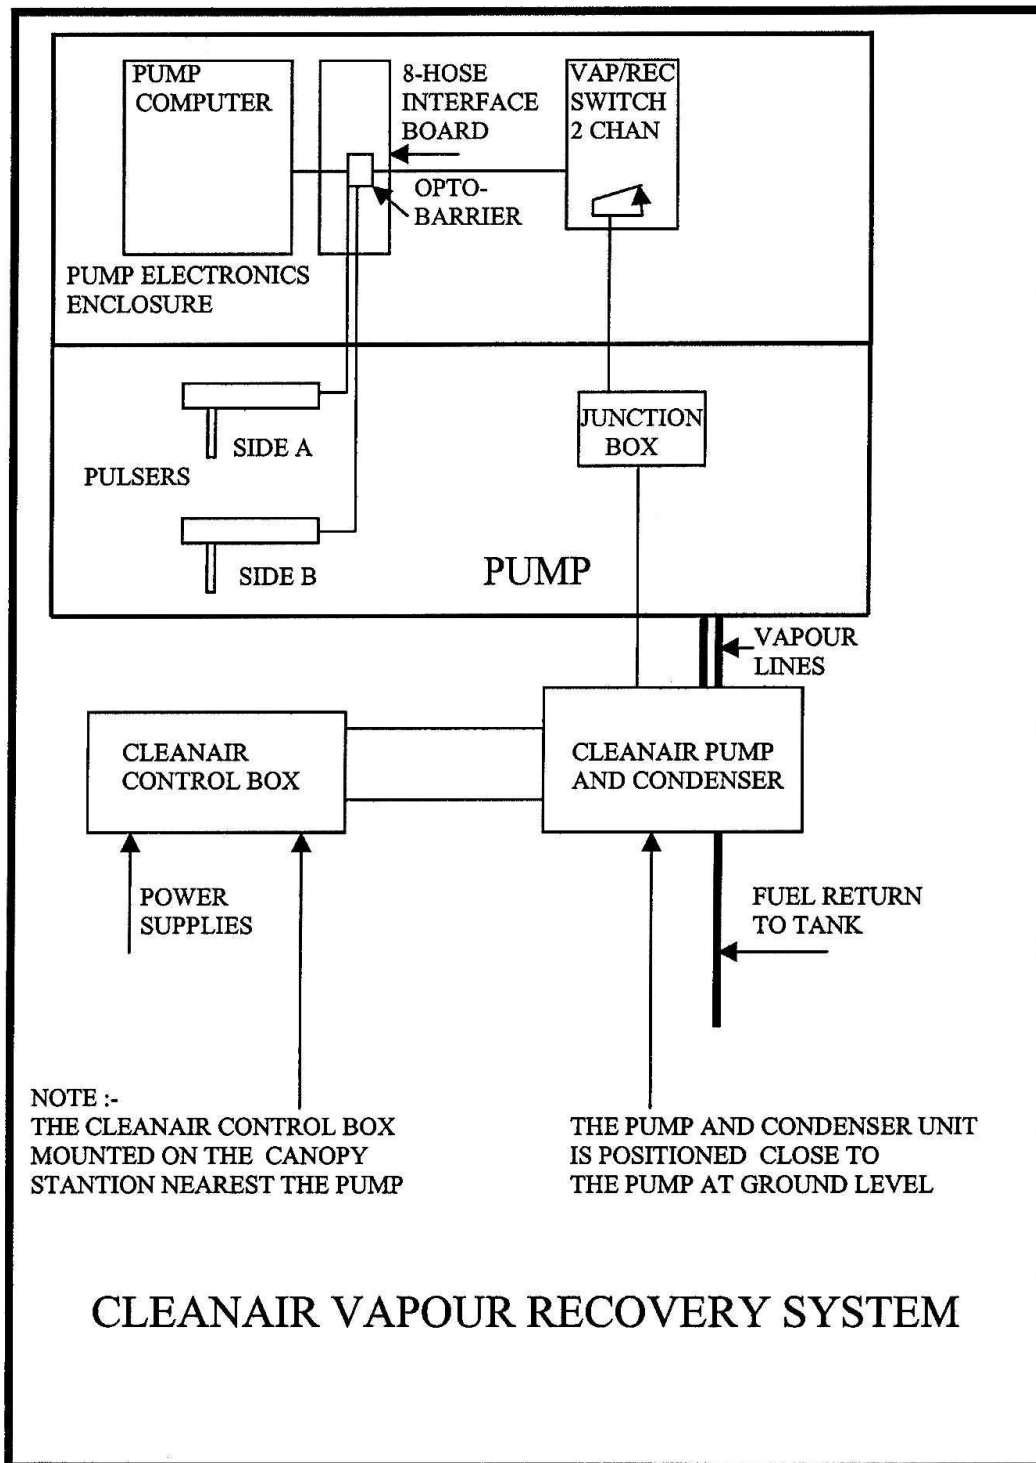 PUMP
COMPUTER
8-HOSE
INTERFACE
BOARD
OPTO-
BARRIER
VAP/REC
SWITCH
2 CHAN
PUMP ELECTRONICS
ENCLOSURE
SIDE A
PULSERS
SIDE B
JUNCTION
BOX
PUMP
VAPOUR
LINES
CLEANAIR
CONTROL BOX
CLEANAIR PUMP
AND CONDENSER
POWER
SUPPLIES
FUEL RETURN
TO TANK
NOTE :-
THE CLEANAIR CONTROL BOX
MOUNTED ON THE CANOPY
STANTION NEAREST THE PUMP
THE PUMP AND CONDENSER UNIT
IS POSITIONED CLOSE TO
THE PUMP AT GROUND LEVEL
CLEANAIR VAPOUR RECOVERY SYSTEM